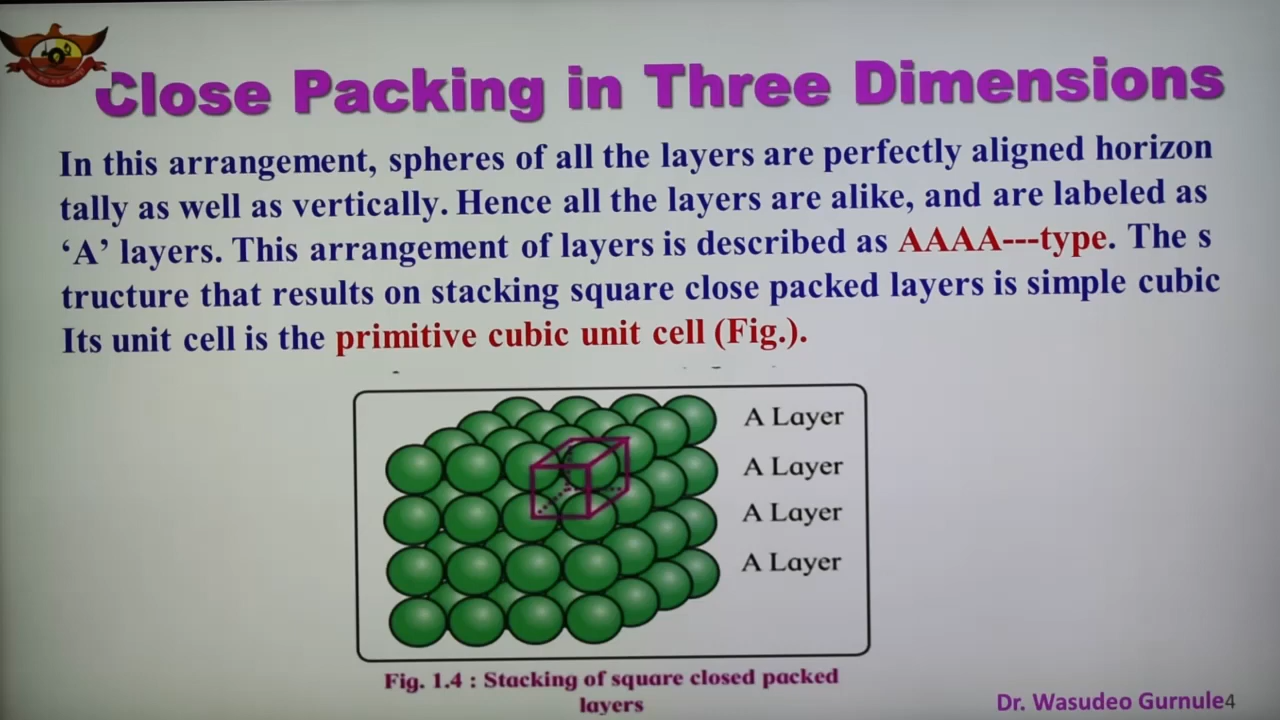 Close Packing in Three Dimensions
In this arrangement, spheres of all the layers are perfectly aligned horizon
tally as well as vertically. Hence all the layers are alike, and are labeled as
‘A’ layers. This arrangement of layers is described as AAAA---type. The s
tructure that results on stacking square close packed layers is simple cubic
Its unit cell is the primitive cubic unit cell (Fig.).
A Layer
A Layer
A Layer
A Layer
Fig. 1.4 : Stacking of square closed packed
layers
Dr. Wasudeo Gurnule4